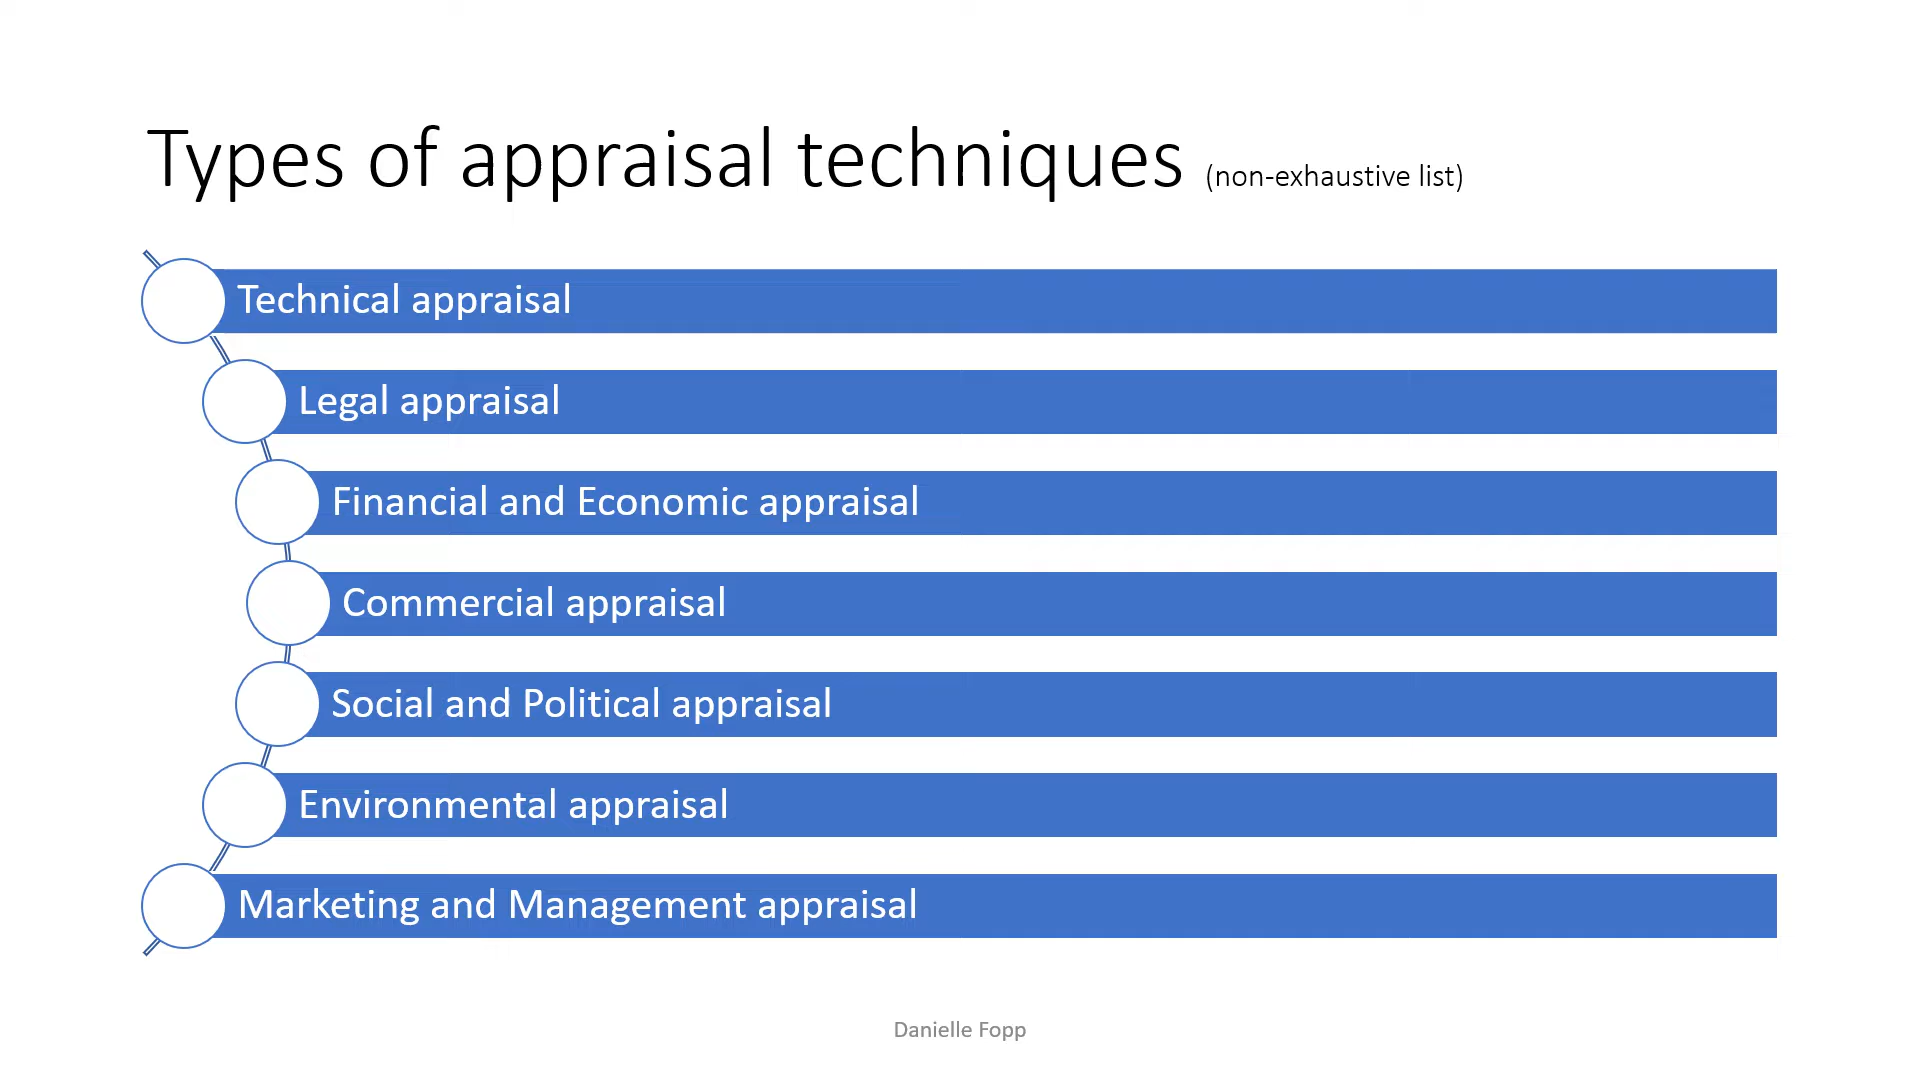 Types of appraisal techniques (non-exhaustive list)
Technical appraisal
Legal appraisal
Financial and Economic appraisal
Commercial appraisal
Social and Political appraisal
Environmental appraisal
Marketing and Management appraisal
Danielle Fopp